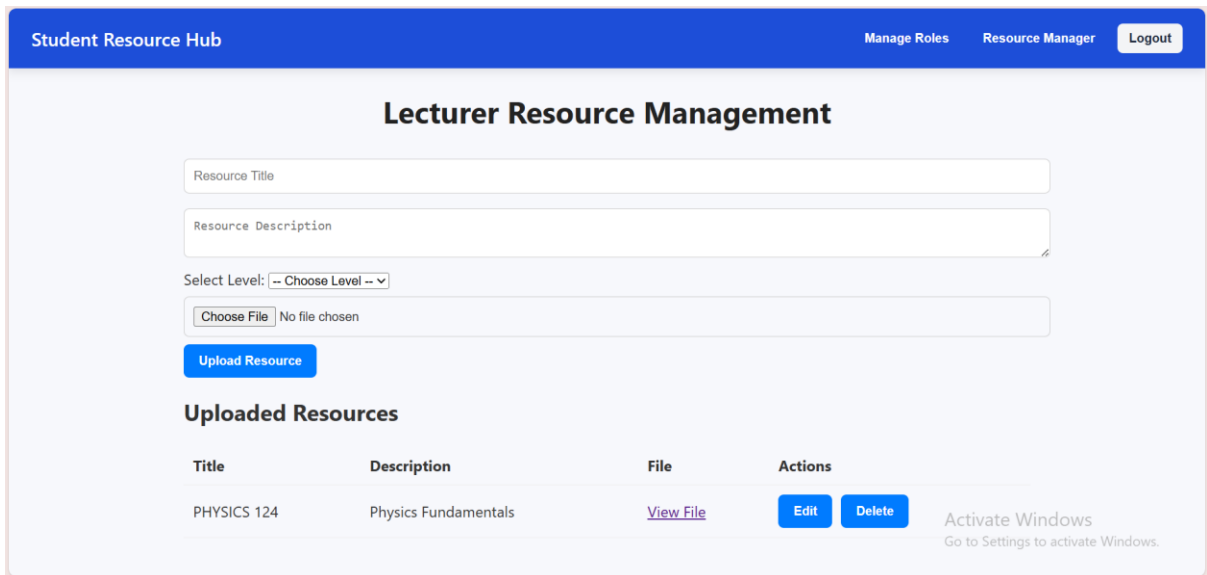 Student Resource Hub Manage Roles Resource Manager Logout
Lecturer Resource Management
Resource Title
Resource Description
Select Level: -- Choose Level --
Choose File No file chosen
Upload Resource
Uploaded Resources
Title Description File Actions
PHYSICS 124 Physics Fundamentals View File Edit Delete
Activate Windows
Go to Settings to activate Windows.